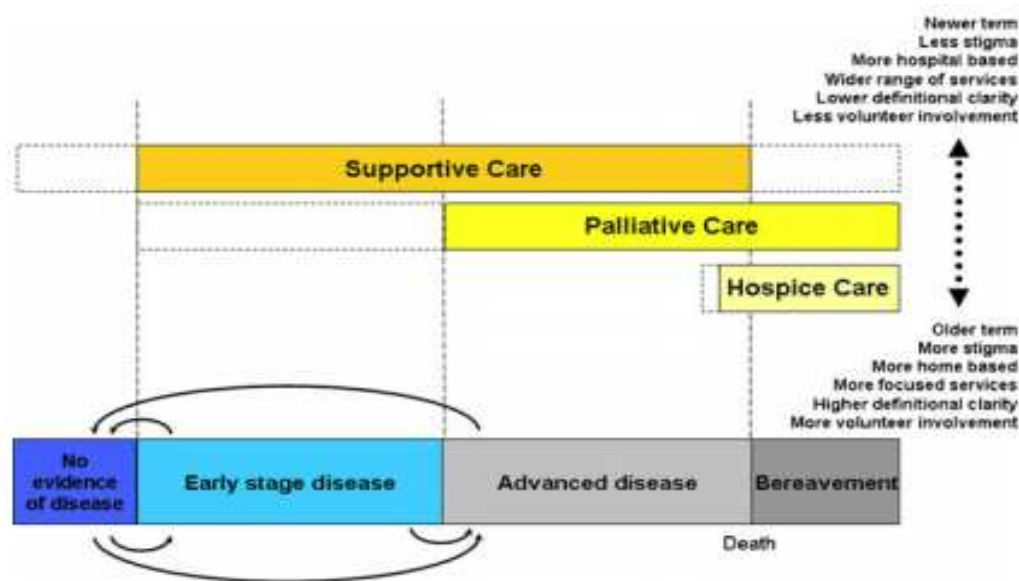 Newer term
Less stigma
More hospital based
Wider range of services
Lower definitional clarity
Less volunteer involvement
Supportive Care
Palliative Care
Hospice Care
Older term
More stigma
More home based
More focused services
Higher definitional clarity
More volunteer involvement
No
evidence
of disease
Early stage disease
Advanced disease
Bereavement
Death